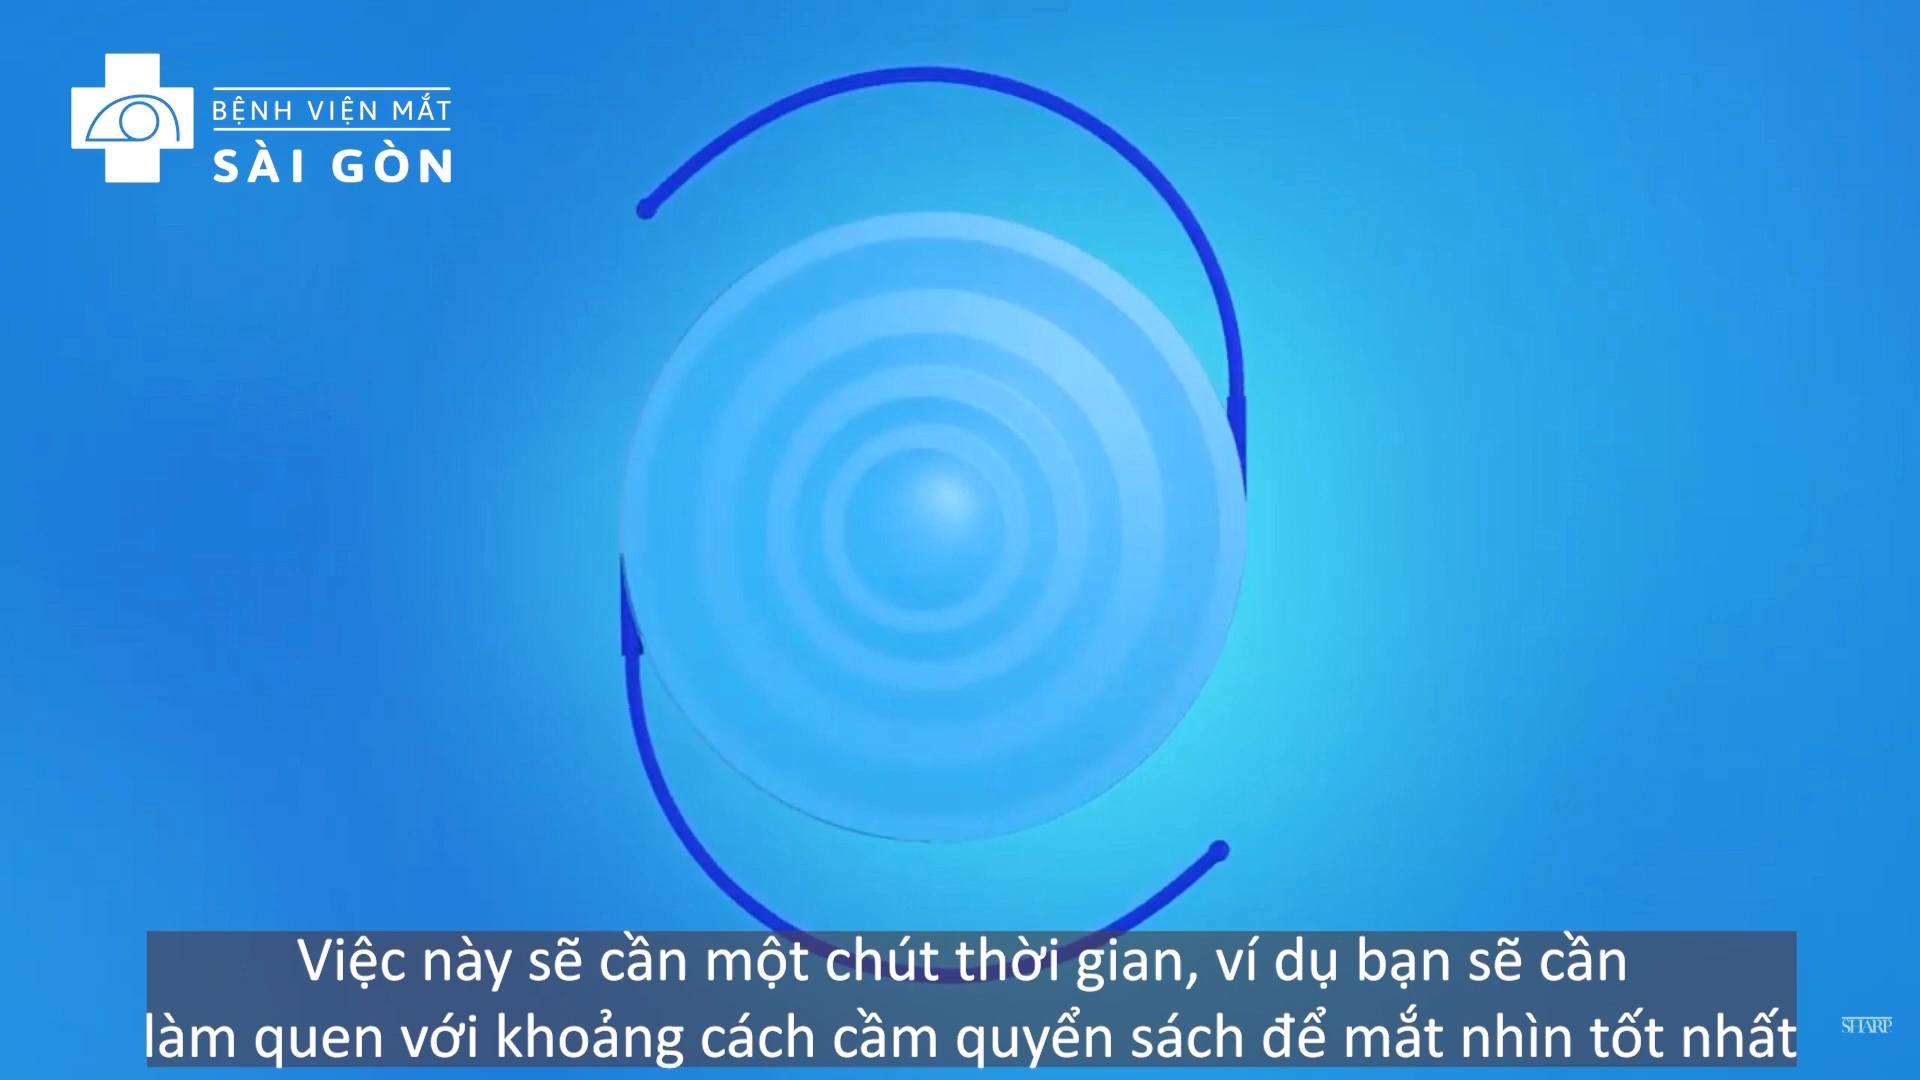 BỆNH VIỆN MẮT
SÀI GÒN
Việc này sẽ cần một chút thời gian, ví dụ bạn sẽ cần
làm quen với khoảng cách cầm quyển sách để mắt nhìn tốt nhất
SHARP